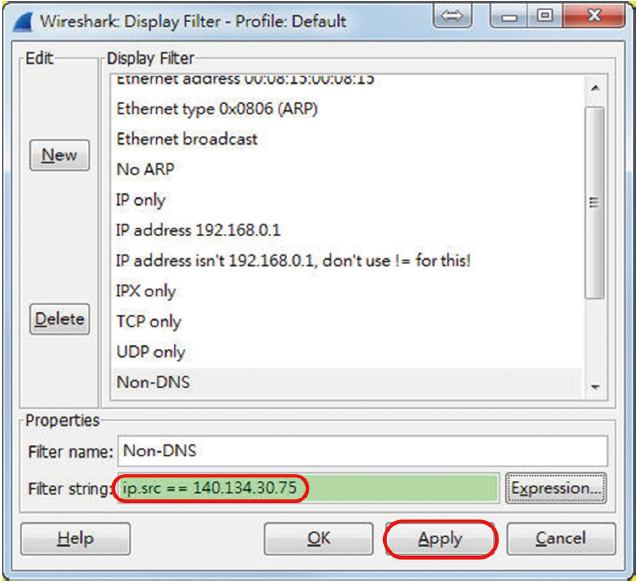 Wireshark: Display Filter - Profile: Default
Edit
Display Filter
Ethernet address 00:08:15:00:08:15
Ethernet type 0x0806 (ARP)
Ethernet broadcast
New
No ARP
IP only
IP address 192.168.0.1
IP address isn't 192.168.0.1, don't use != for this!
IPX only
Delete
TCP only
UDP only
Non-DNS
Properties
Filter name: Non-DNS
Filter string: ip.src == 140.134.30.75 Expression...
Help OK Apply Cancel